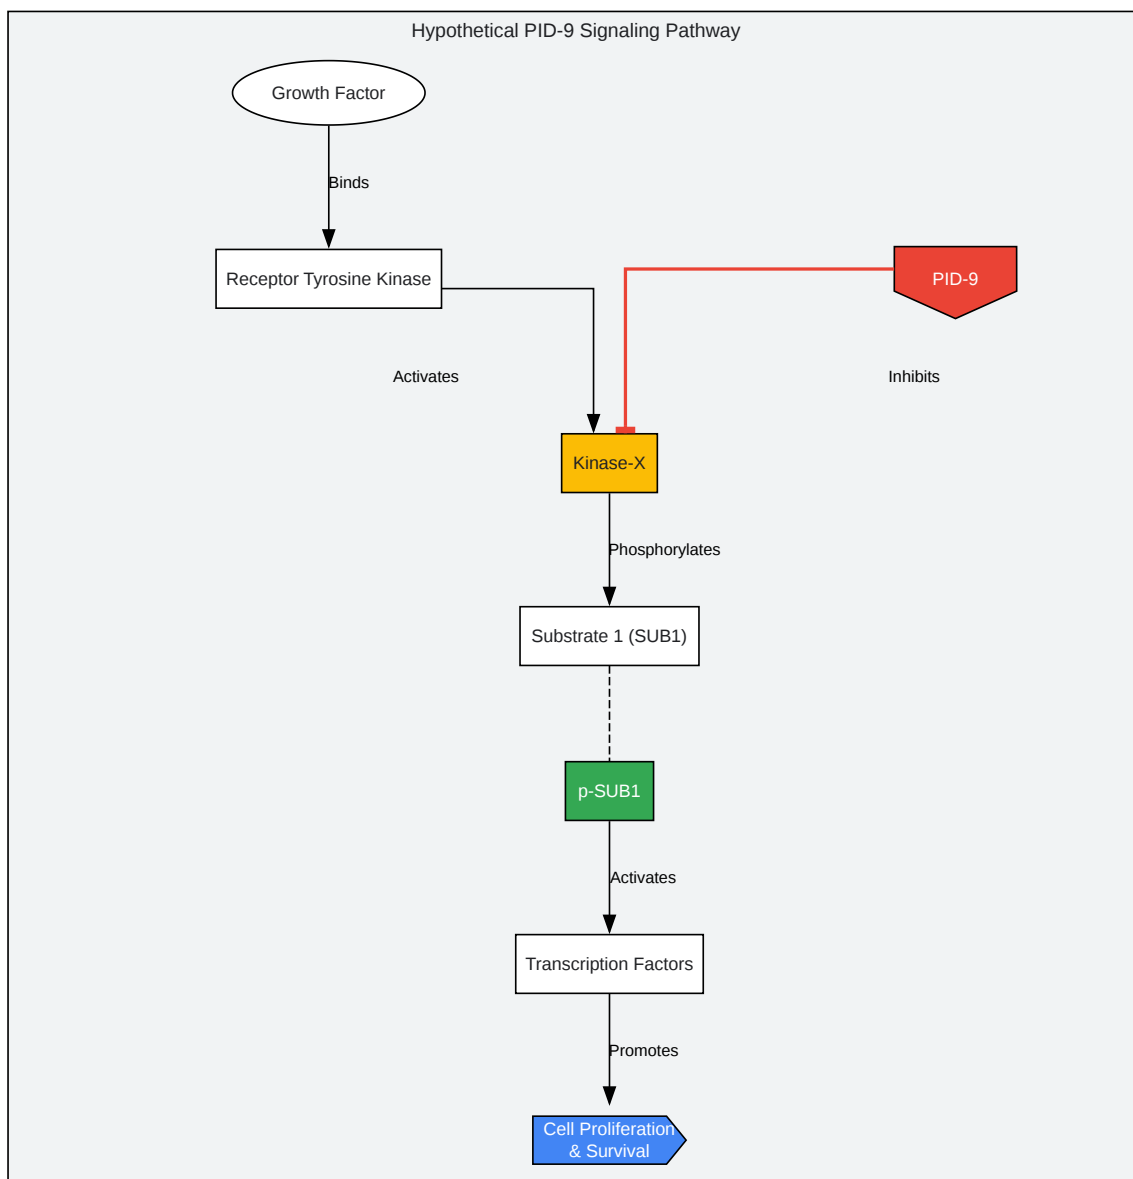 Hypothetical PID-9 Signaling Pathway
Growth Factor
Binds
Receptor Tyrosine Kinase
PID-9
Activates
Inhibits
Kinase-X
Phosphorylates
Substrate 1 (SUB1)
p-SUB1
Activates
Transcription Factors
Promotes
Cell Proliferation
& Survival